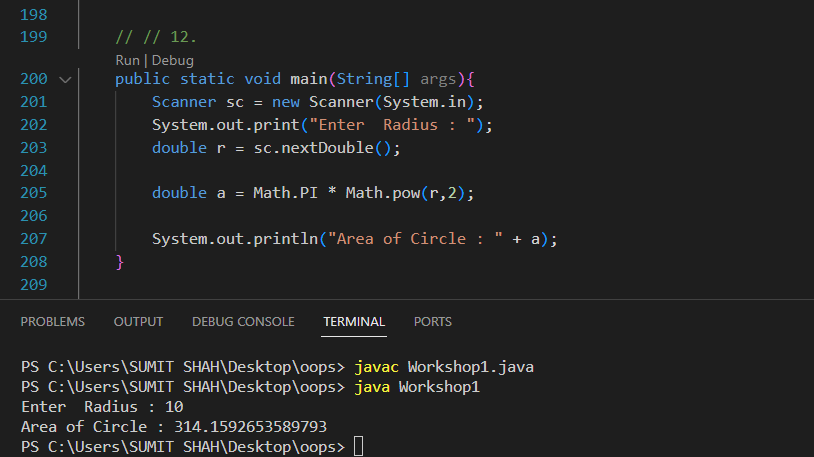 198
199 // // 12.
Run | Debug
200 public static void main(String[] args){
201 Scanner sc = new Scanner(System.in);
202 System.out.print("Enter  Radius : ");
203 double r = sc.nextDouble();
204
205 double a = Math.PI * Math.pow(r,2);
206
207 System.out.println("Area of Circle : " + a);
208 }
209
PROBLEMS OUTPUT DEBUG CONSOLE TERMINAL PORTS
PS C:\Users\SUMIT SHAH\Desktop\oops> javac Workshop1.java
PS C:\Users\SUMIT SHAH\Desktop\oops> java Workshop1
Enter  Radius : 10
Area of Circle : 314.1592653589793
PS C:\Users\SUMIT SHAH\Desktop\oops>